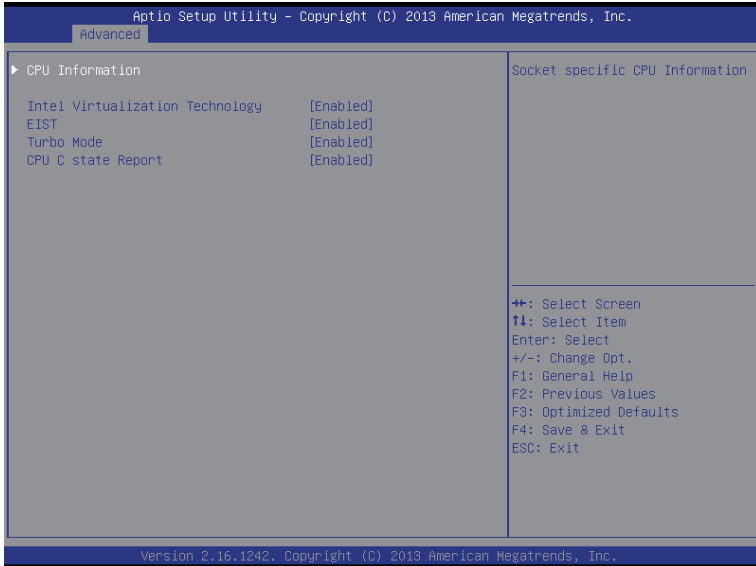 Aptio Setup Utility – Copyright (C) 2013 American Megatrends, Inc.
Advanced
▶ CPU Information
Intel Virtualization Technology [Enabled]
EIST [Enabled]
Turbo Mode [Enabled]
CPU C state Report [Enabled]
Socket specific CPU Information
→←: Select Screen
↑↓: Select Item
Enter: Select
+/-: Change Opt.
F1: General Help
F2: Previous Values
F3: Optimized Defaults
F4: Save & Exit
ESC: Exit
Version 2.16.1242. Copyright (C) 2013 American Megatrends, Inc.